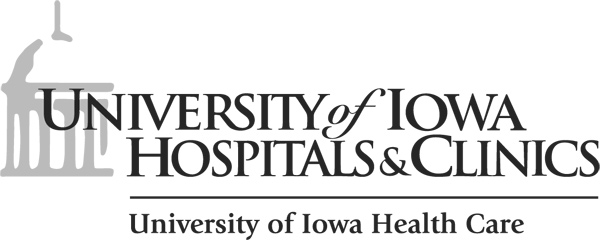 UNIVERSITY of IOWA
HOSPITALS & CLINICS
University of Iowa Health Care